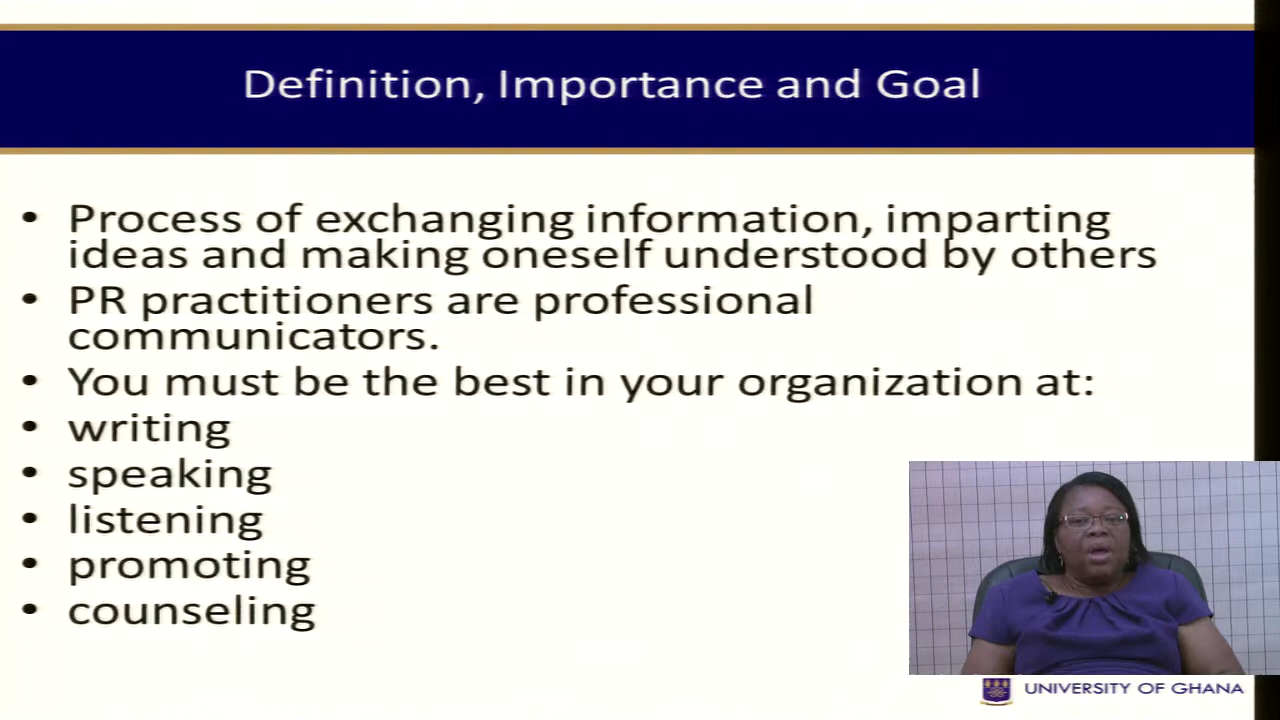 Definition, Importance and Goal
• Process of exchanging information, imparting
ideas and making oneself understood by others
• PR practitioners are professional
communicators.
• You must be the best in your organization at:
• writing
• speaking
• listening
• promoting
• counseling
UNIVERSITY OF GHANA